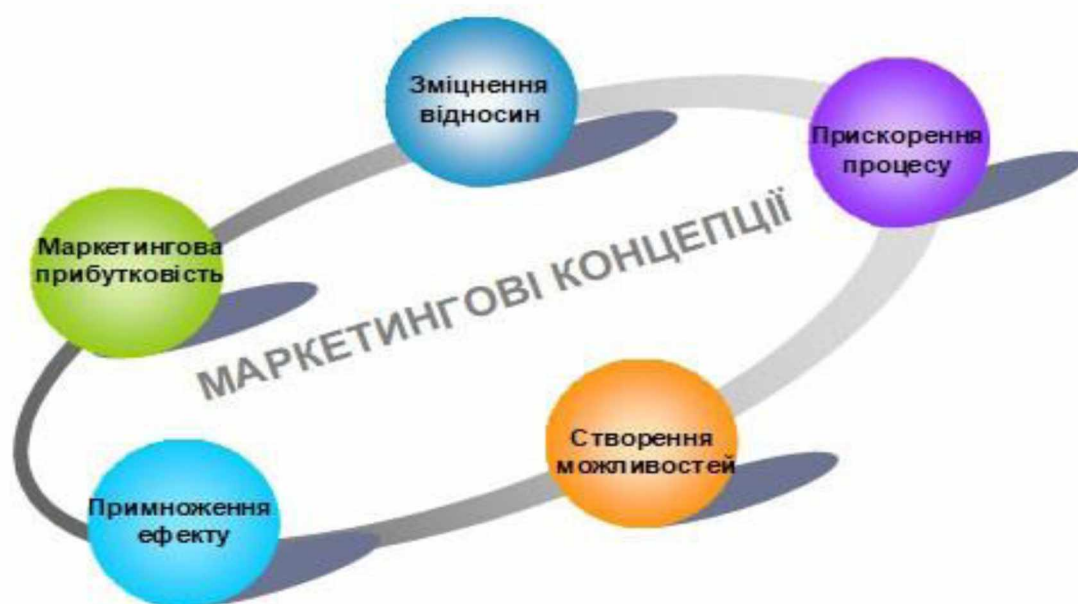 Зміцнення
відносин
Прискорення
процесу
Маркетингова
прибутковість
МАРКЕТИНГОВІ КОНЦЕПЦІЇ
Створення
можливостей
Примноження
ефекту